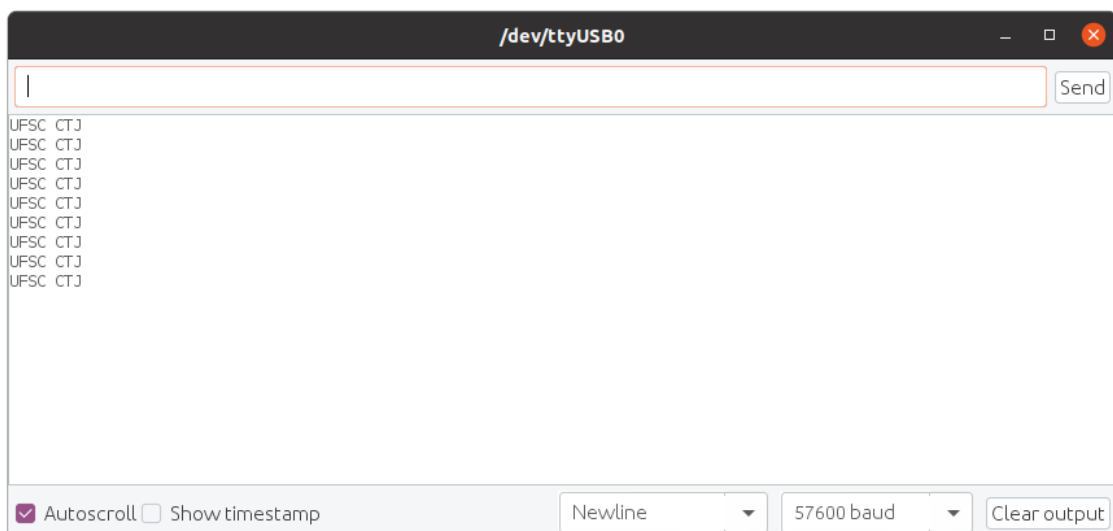 /dev/ttyUSB0
Send
UFSC CTJ
UFSC CTJ
UFSC CTJ
UFSC CTJ
UFSC CTJ
UFSC CTJ
UFSC CTJ
UFSC CTJ
UFSC CTJ
Autoscroll Show timestamp Newline 57600 baud Clear output